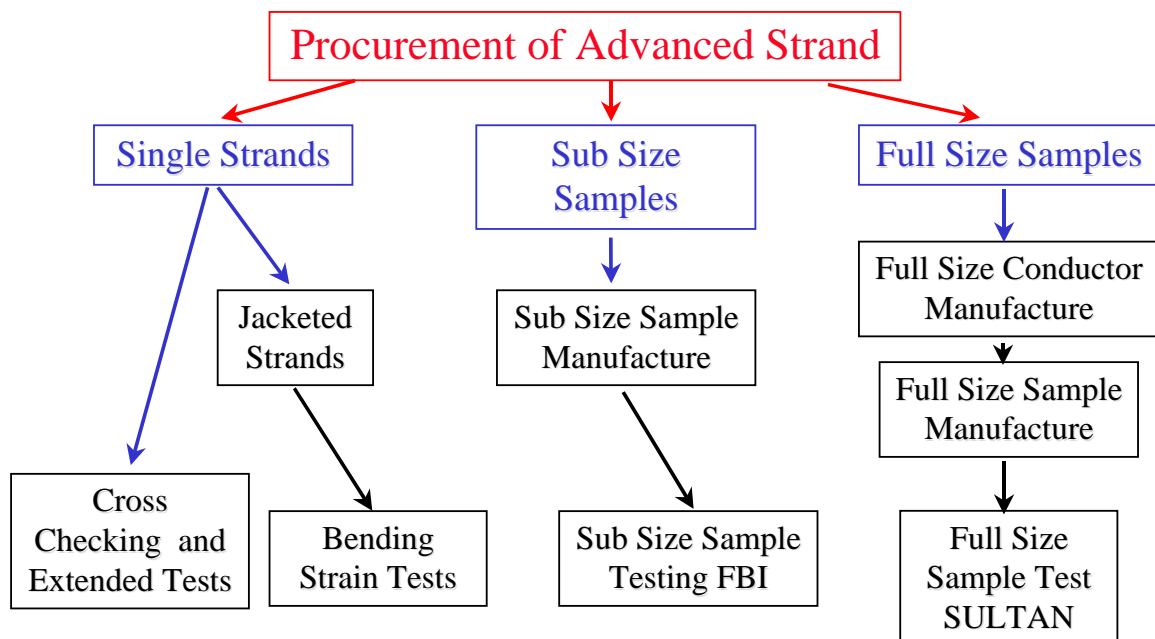 Procurement of Advanced Strand
Single Strands
Sub Size
Samples
Full Size Samples
Jacketed
Strands
Sub Size Sample
Manufacture
Full Size Conductor
Manufacture
Full Size Sample
Manufacture
Cross
Checking and
Extended Tests
Bending
Strain Tests
Sub Size Sample
Testing FBI
Full Size
Sample Test
SULTAN